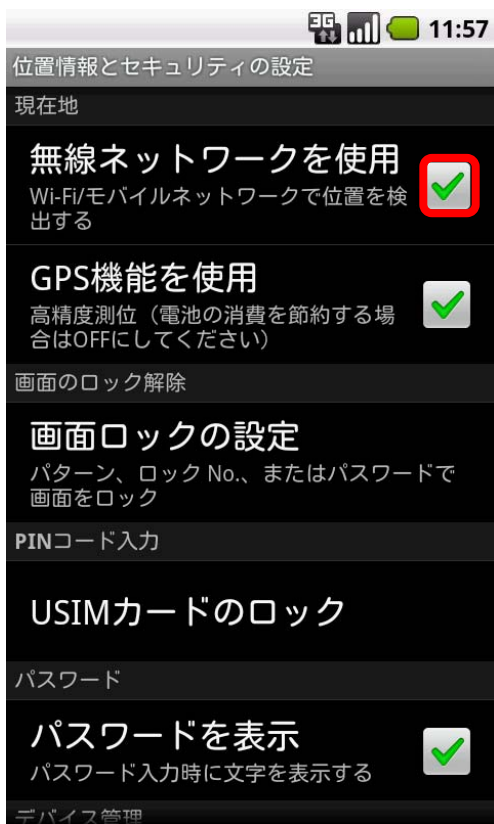 3G 11:57
位置情報とセキュリティの設定
現在地
無線ネットワークを使用
Wi-Fi/モバイルネットワークで位置を検
出する
GPS機能を使用
高精度測位（電池の消費を節約する場
合はOFFにしてください）
画面のロック解除
画面ロックの設定
パターン、ロック No.、またはパスワードで
画面をロック
PINコード入力
USIMカードのロック
パスワード
パスワードを表示
パスワード入力時に文字を表示する
デバイス管理